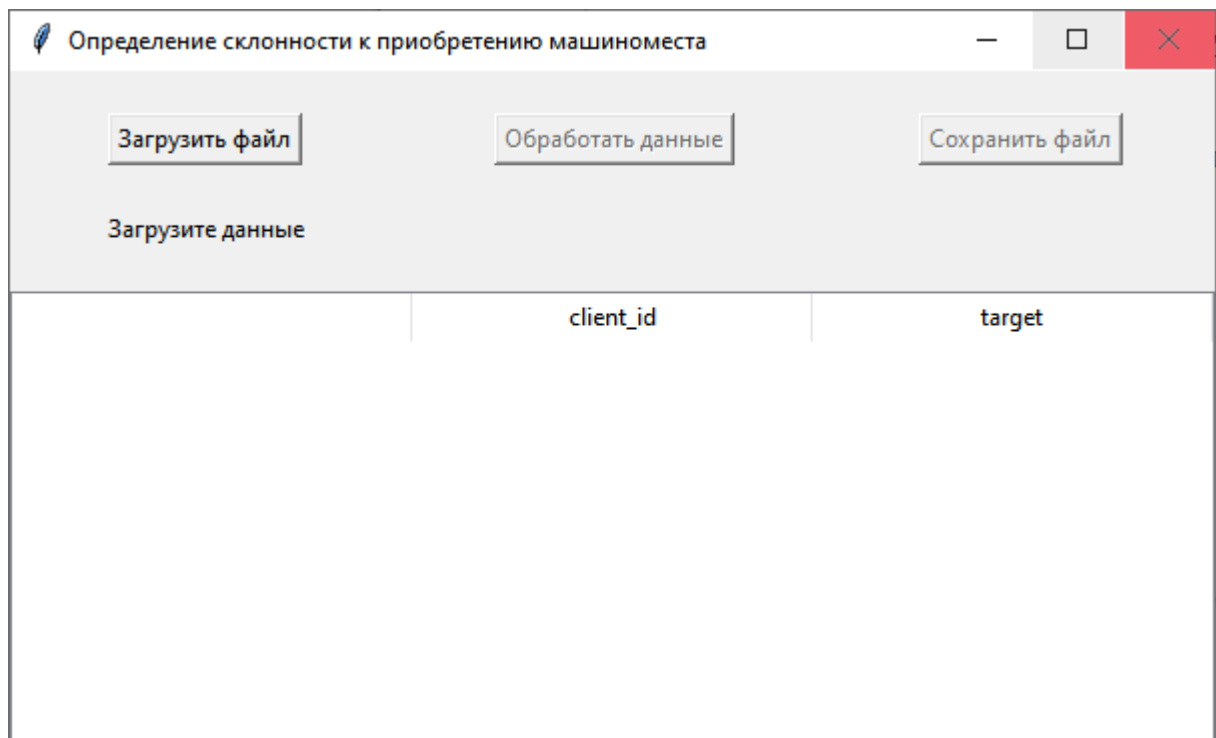 Определение склонности к приобретению машиноместа
Загрузить файл Обработать данные Сохранить файл
Загрузите данные
client_id target